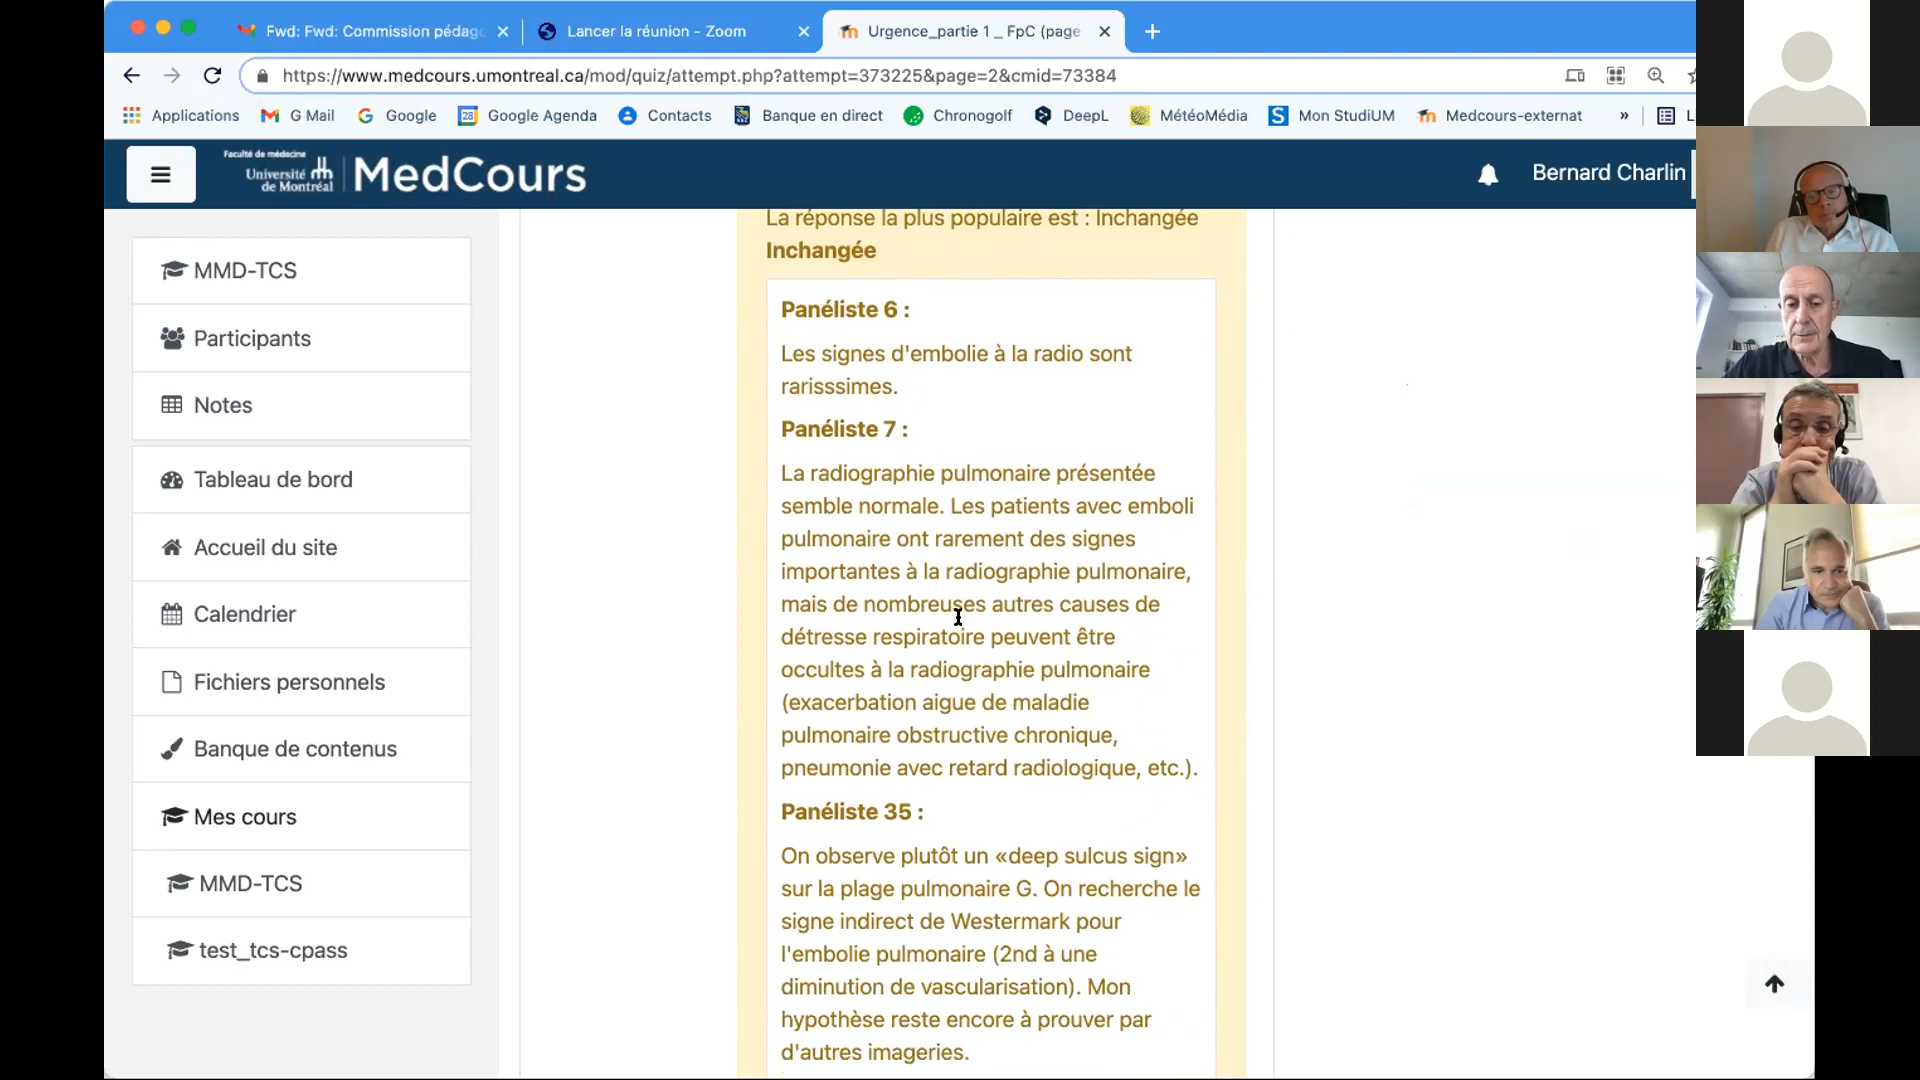 Fwd: Fwd: Commission pédago
Lancer la réunion - Zoom
Urgence_partie 1 _ FpC (page
https://www.medcours.umontreal.ca/mod/quiz/attempt.php?attempt=373225&page=2&cmid=73384
Applications
G Mail
Google
28
Google Agenda
Contacts
Banque en direct
Chronogolf
DeepL
MétéoMédia
S
Mon StudiUM
Medcours-externat
»
L
Faculté de médecine
Université
de Montréal
MedCours
Bernard Charlin
MMD-TCS
Participants
Notes
Tableau de bord
Accueil du site
Calendrier
Fichiers personnels
Banque de contenus
Mes cours
MMD-TCS
test_tcs-cpass
La réponse la plus populaire est : Inchangée
Inchangée
Panéliste 6 :
Les signes d'embolie à la radio sont
rarisssimes.
Panéliste 7 :
La radiographie pulmonaire présentée
semble normale. Les patients avec emboli
pulmonaire ont rarement des signes
importantes à la radiographie pulmonaire,
mais de nombreuses autres causes de
détresse respiratoire peuvent être
occultes à la radiographie pulmonaire
(exacerbation aigue de maladie
pulmonaire obstructive chronique,
pneumonie avec retard radiologique, etc.).
Panéliste 35 :
On observe plutôt un «deep sulcus sign»
sur la plage pulmonaire G. On recherche le
signe indirect de Westermark pour
l'embolie pulmonaire (2nd à une
diminution de vascularisation). Mon
hypothèse reste encore à prouver par
d'autres imageries.